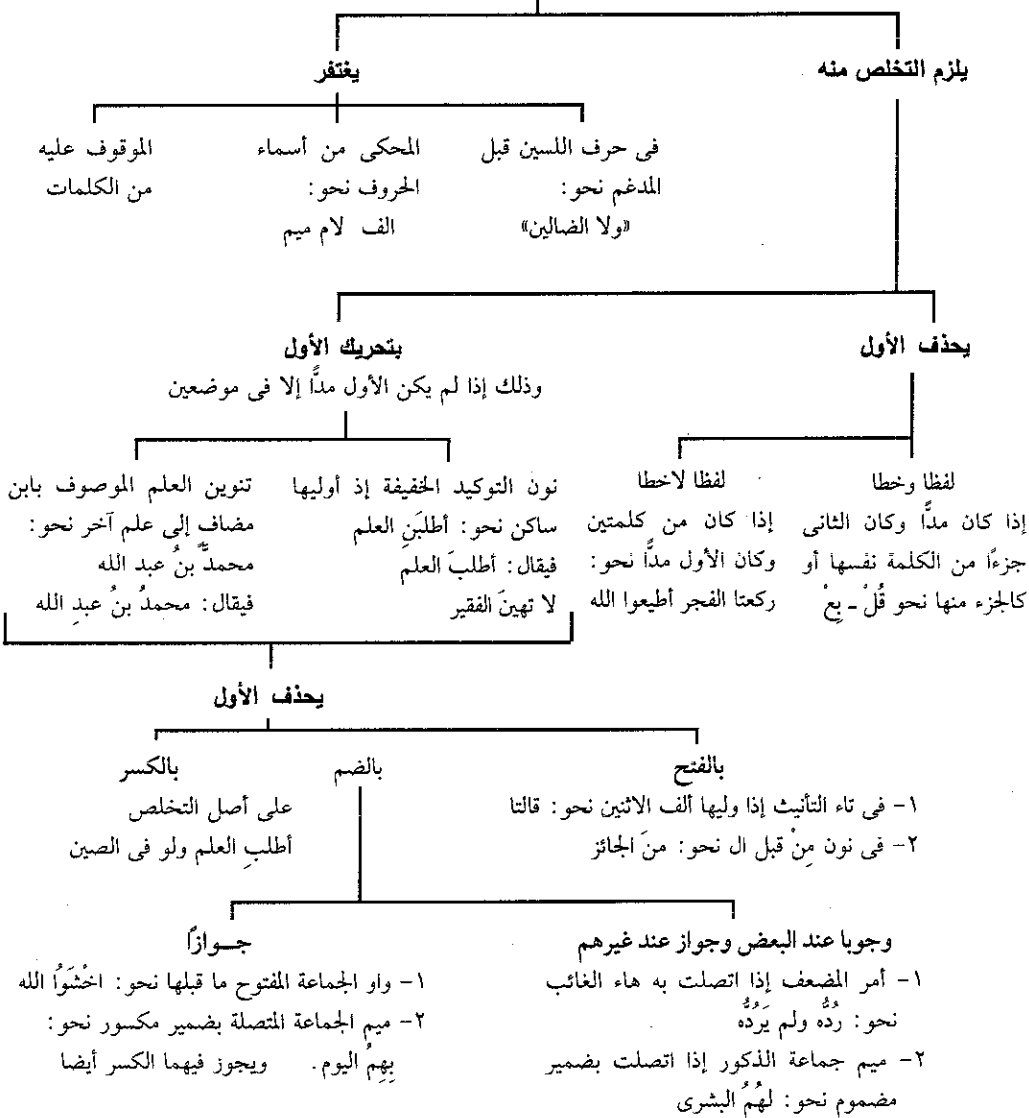 يلزم التخلص منه
يغتفر
فى حرف اللسين قبل
المدغم نحو:
«ولا الضالين»
المحكى من أسماء
الحروف نحو:
الف لام ميم
الموقوف عليه
من الكلمات
يحذف الأول
بتحريك الأول
وذلك إذا لم يكن الأول مدًّا إلا فى موضعين
لفظا وخطا
إذا كان مدًّا وكان الثانى
جزءًا من الكلمة نفسها أو
كالجزء منها نحو قُلْ - بِعْ
لفظا لاخطا
إذا كان من كلمتين
وكان الأول مدًّا نحو:
ركعتا الفجر أطيعوا الله
نون التوكيد الخفيفة إذ أوليها
ساكن نحو: أطلبَنِ العلم
فيقال: أطلبَ العلم
لا تهينَ الفقير
تنوين العلم الموصوف بابن
مضاف إلى علم آخر نحو:
محمدٌ بنُ عبد الله
فيقال: محمدُ بنُ عبدِ الله
يحذف الأول
بالفتح
١- فى تاء التأنيث إذا وليها ألف الاثنين نحو: قالتا
٢- فى نون مِنْ قبل ال نحو: منَ الجائز
بالضم
بالكسر
على أصل التخلص
أطلبِ العلم ولو فى الصين
وجوبا عند البعض وجواز عند غيرهم
١- أمر المضعف إذا اتصلت به هاء الغائب
نحو: رُدُّه ولم يَرُدُّه
٢- ميم جماعة الذكور إذا اتصلت بضمير
مضموم نحو: لهُمُ البشرى
جـــوازًا
١- واو الجماعة المفتوح ما قبلها نحو: اخْشَوُا الله
٢- ميم الجماعة المتصلة بضمير مكسور نحو:
بِهِمُ اليوم. ويجوز فيهما الكسر أيضا